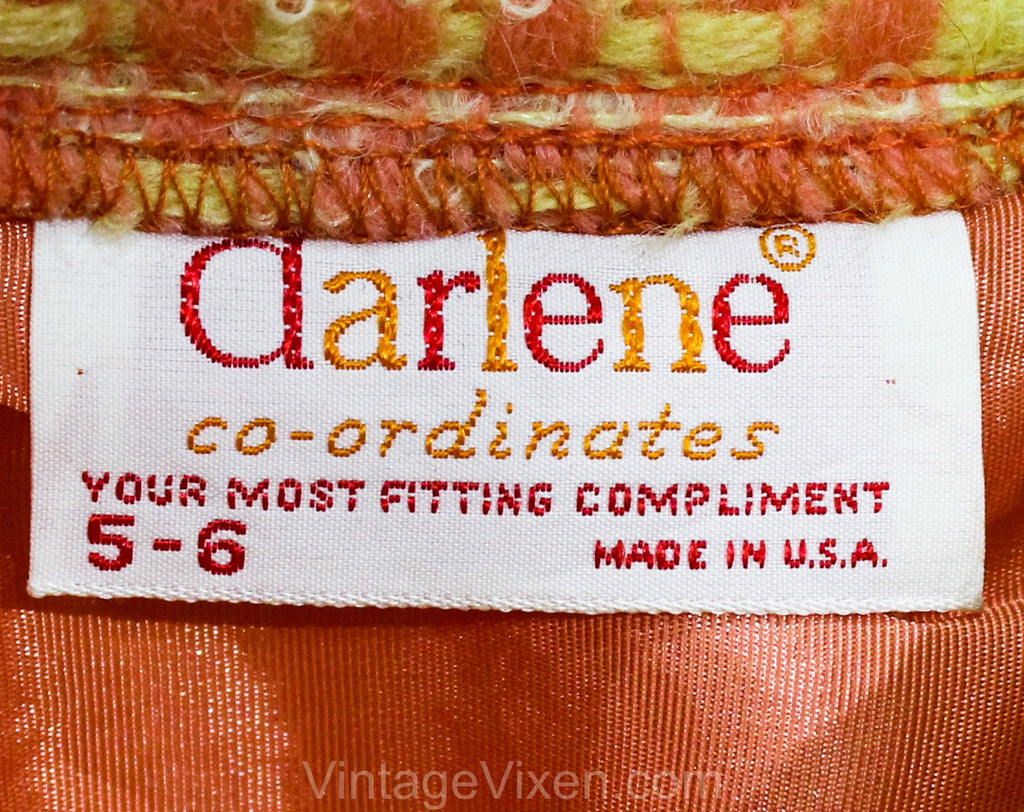 darlene®
co-ordinates
YOUR MOST FITTING COMPLIMENT
5-6 MADE IN U.S.A.
VintageVixen.com